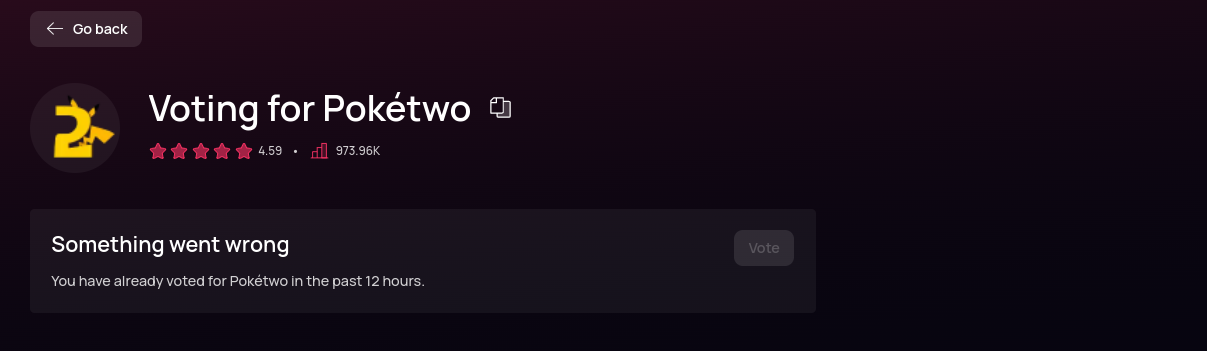 Go back
Voting for Pokétwo
4.59 • 973.96K
Something went wrong
Vote
You have already voted for Pokétwo in the past 12 hours.